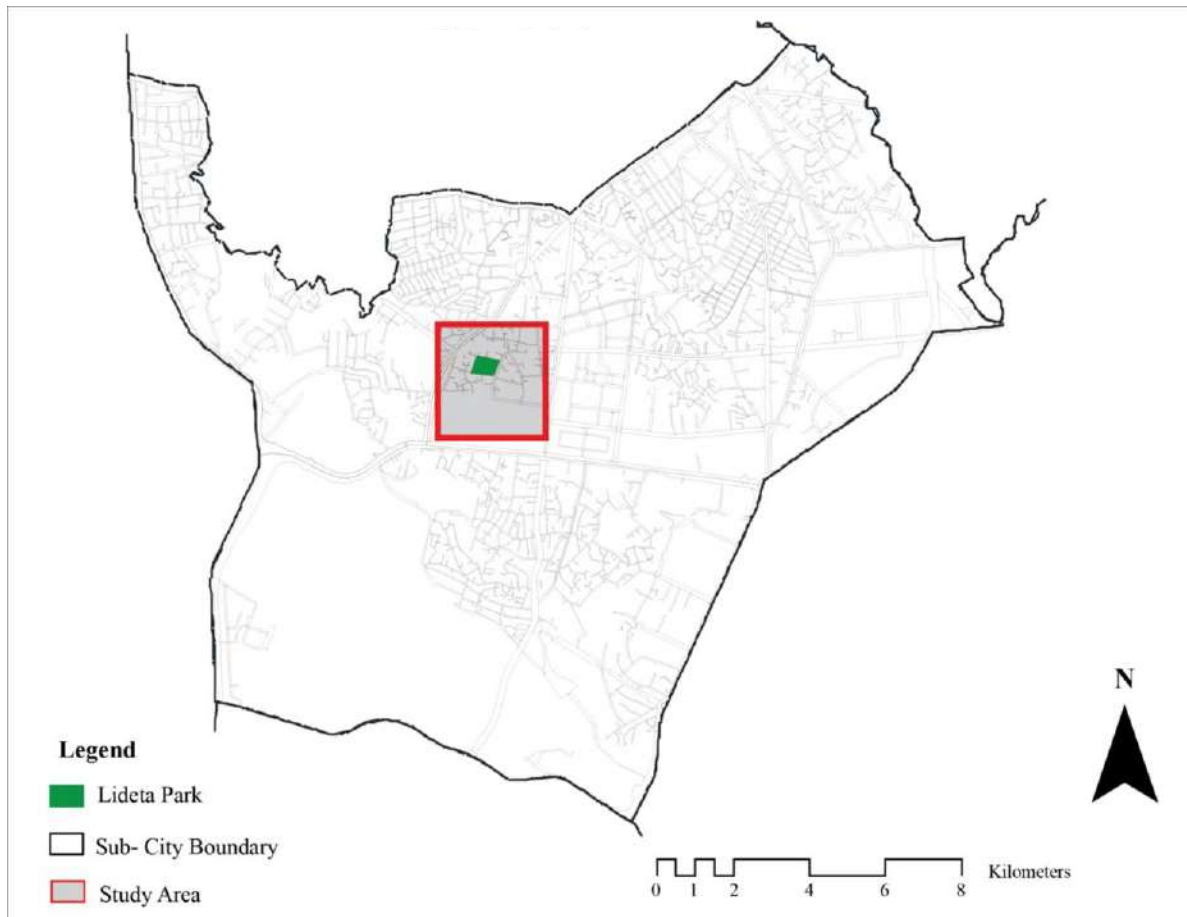 N
Legend
Lideta Park
Sub- City Boundary
Study Area
Kilometers
0 1 2 4 6 8